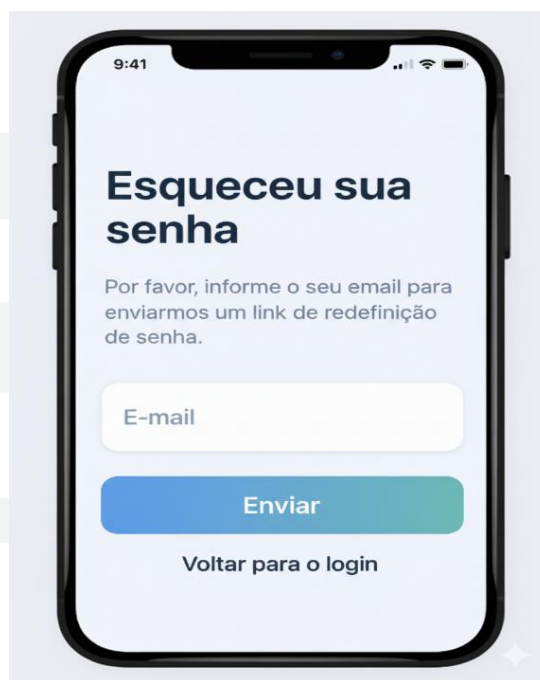 9:41
Esqueceu sua
senha
Por favor, informe o seu email para
enviarmos um link de redefinição
de senha.
E-mail
Enviar
Voltar para o login